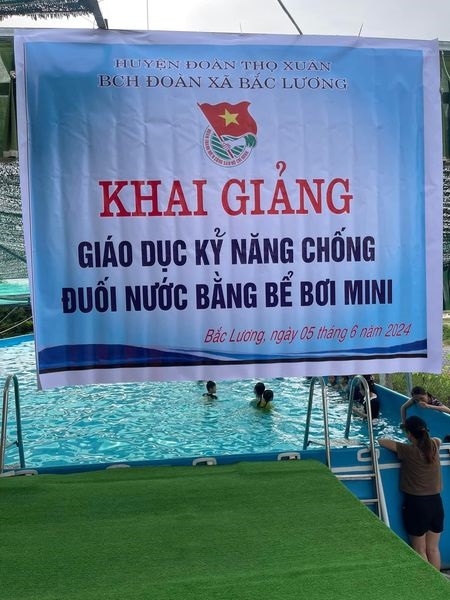 HUYỆN ĐOÀN THỌ XUÂN
BCH ĐOÀN XÃ BẮC LƯƠNG
KHAI GIẢNG
GIÁO DỤC KỸ NĂNG CHỐNG
ĐUỐI NƯỚC BẰNG BỂ BƠI MINI
Bắc Lương, ngày 05 tháng 6 năm 2024